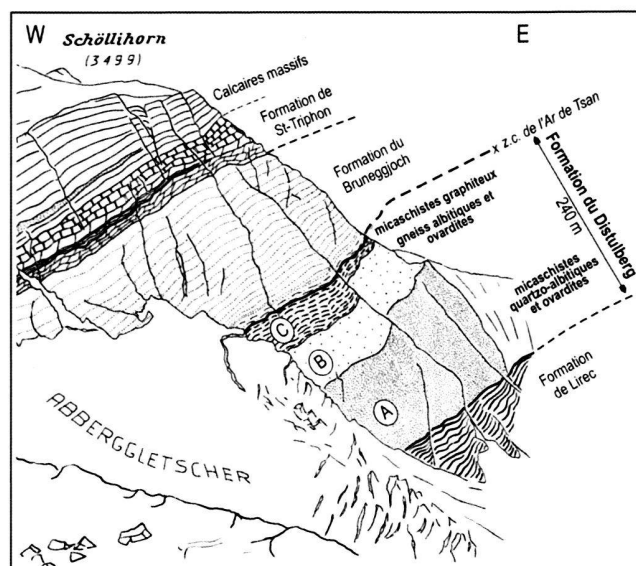 W
Schöllihorn
(3499)
E
Calcaires massifs
Formation de
St-Triphon
Formation du
Bruneggjoch
x z.c. de l'Ar de Tsan
micaschistes graphiteux
gneiss albitiques et
ovardites
Formation du Distulberg
240 m
micaschistes
quartzo-albitiques
et ovardites
Formation
de Lirec
C
B
A
ABBERGGLETSCHER